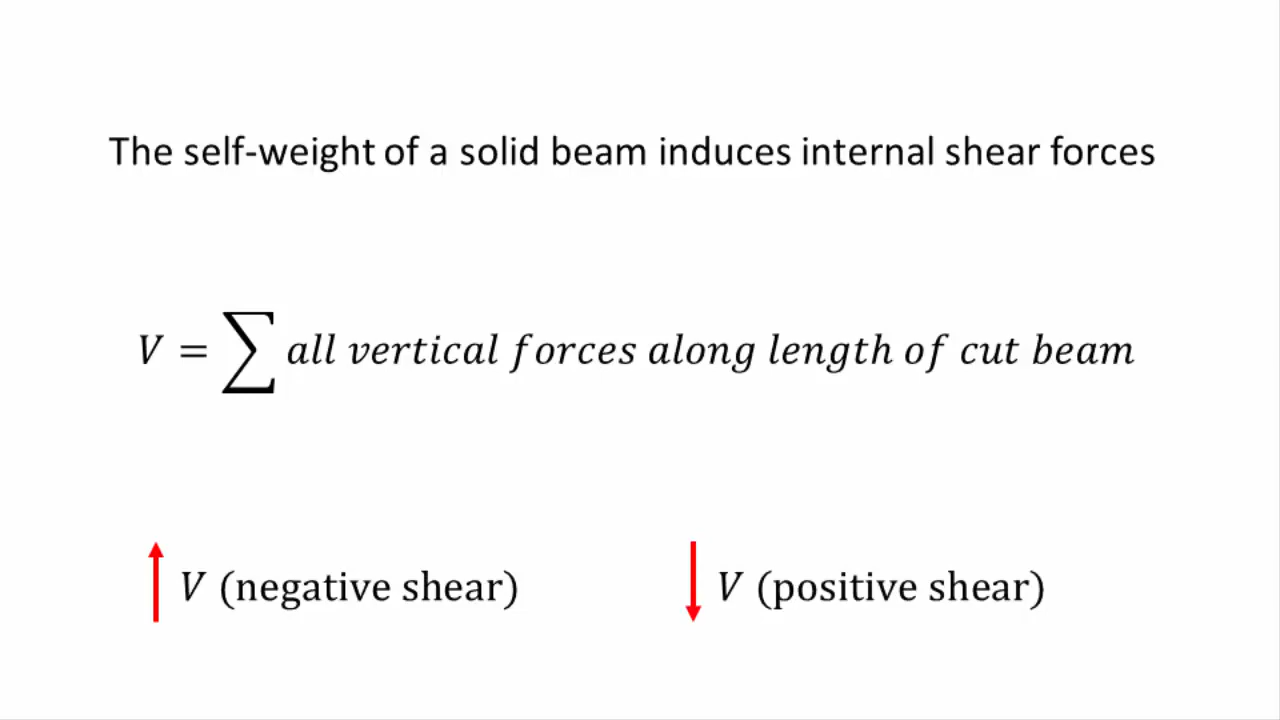 The self-weight of a solid beam induces internal shear forces
V = ∑ all vertical forces along length of cut beam
V (negative shear)
V (positive shear)